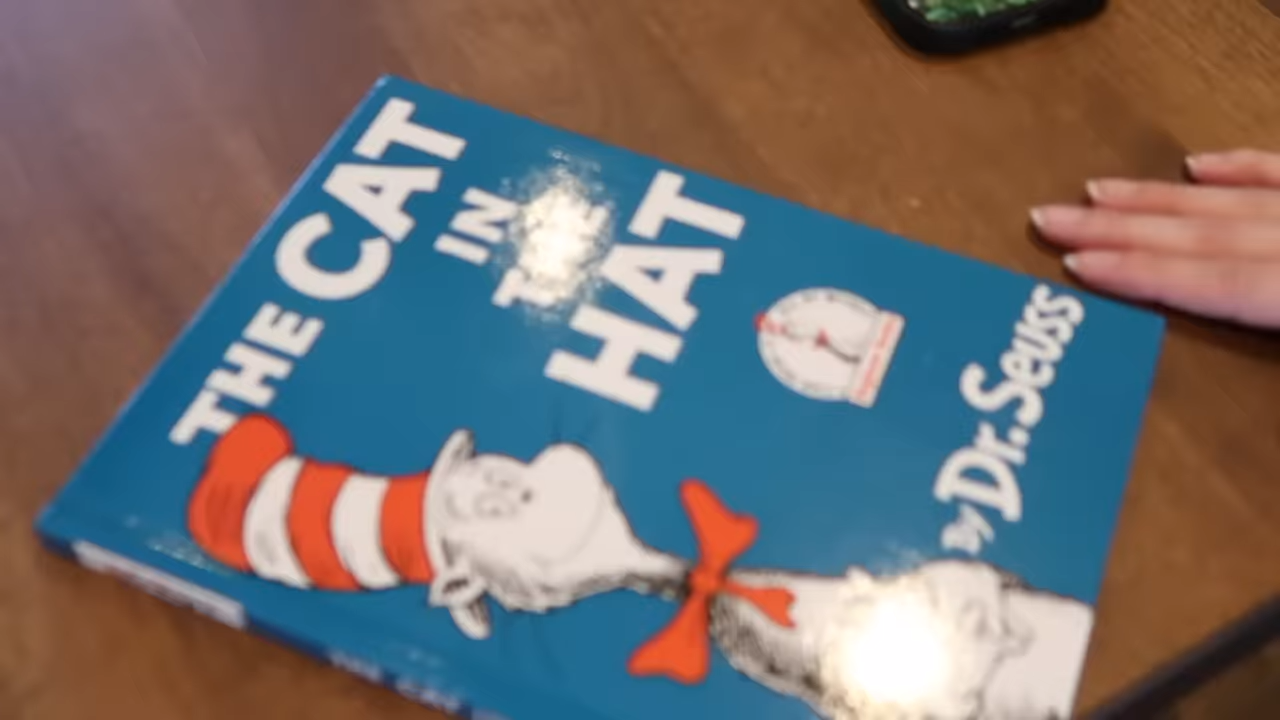 THE CAT
IN
THE
HAT
by Dr. Seuss